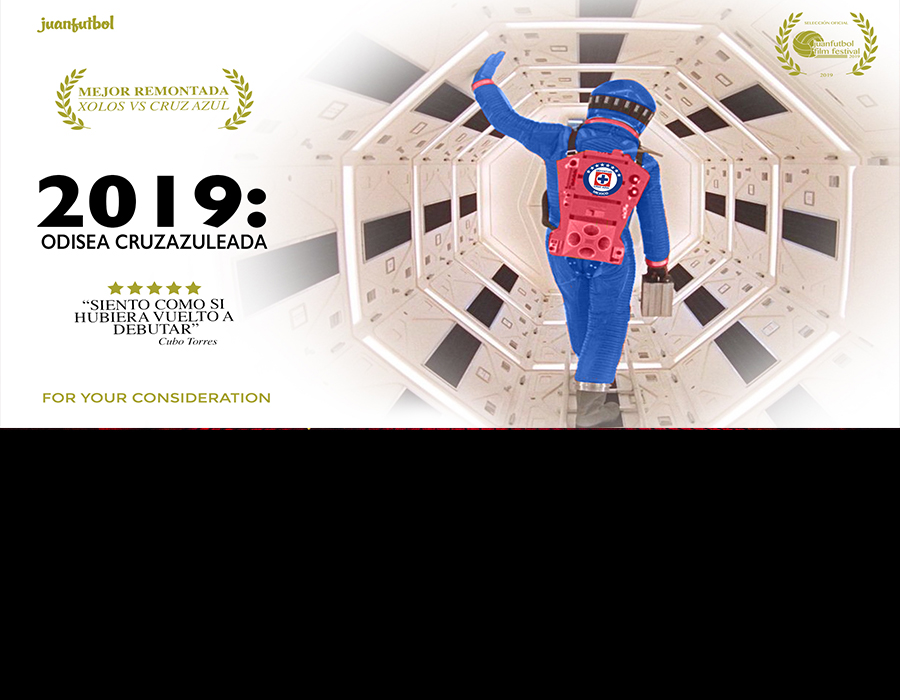 juanfutbol
SELECCIÓN OFICIAL
juanfutbol
film festival
2019
MEJOR REMONTADA
XOLOS VS CRUZ AZUL
2019:
ODISEA CRUZAZULEADA
“SIENTO COMO SI
HUBIERA VUELTO A
DEBUTAR”
Cubo Torres
FOR YOUR CONSIDERATION
MEXICO